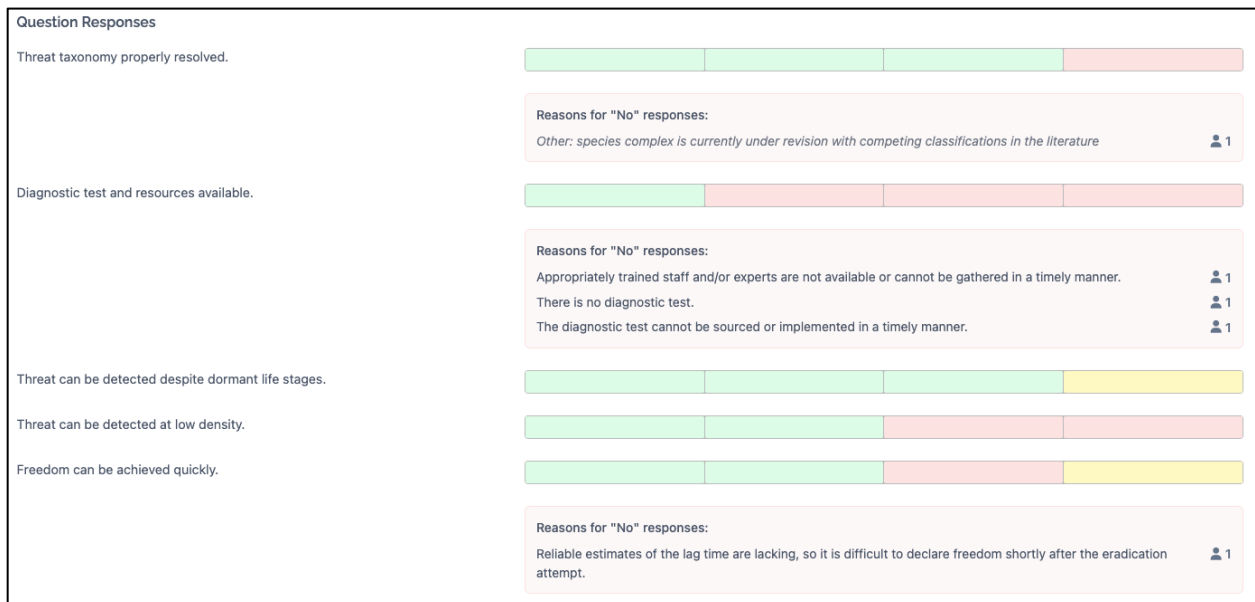 Question Responses
Threat taxonomy properly resolved.
Reasons for "No" responses:
Other: species complex is currently under revision with competing classifications in the literature 1
Diagnostic test and resources available.
Reasons for "No" responses:
Appropriately trained staff and/or experts are not available or cannot be gathered in a timely manner. 1
There is no diagnostic test. 1
The diagnostic test cannot be sourced or implemented in a timely manner. 1
Threat can be detected despite dormant life stages.
Threat can be detected at low density.
Freedom can be achieved quickly.
Reasons for "No" responses:
Reliable estimates of the lag time are lacking, so it is difficult to declare freedom shortly after the eradication 1
attempt.